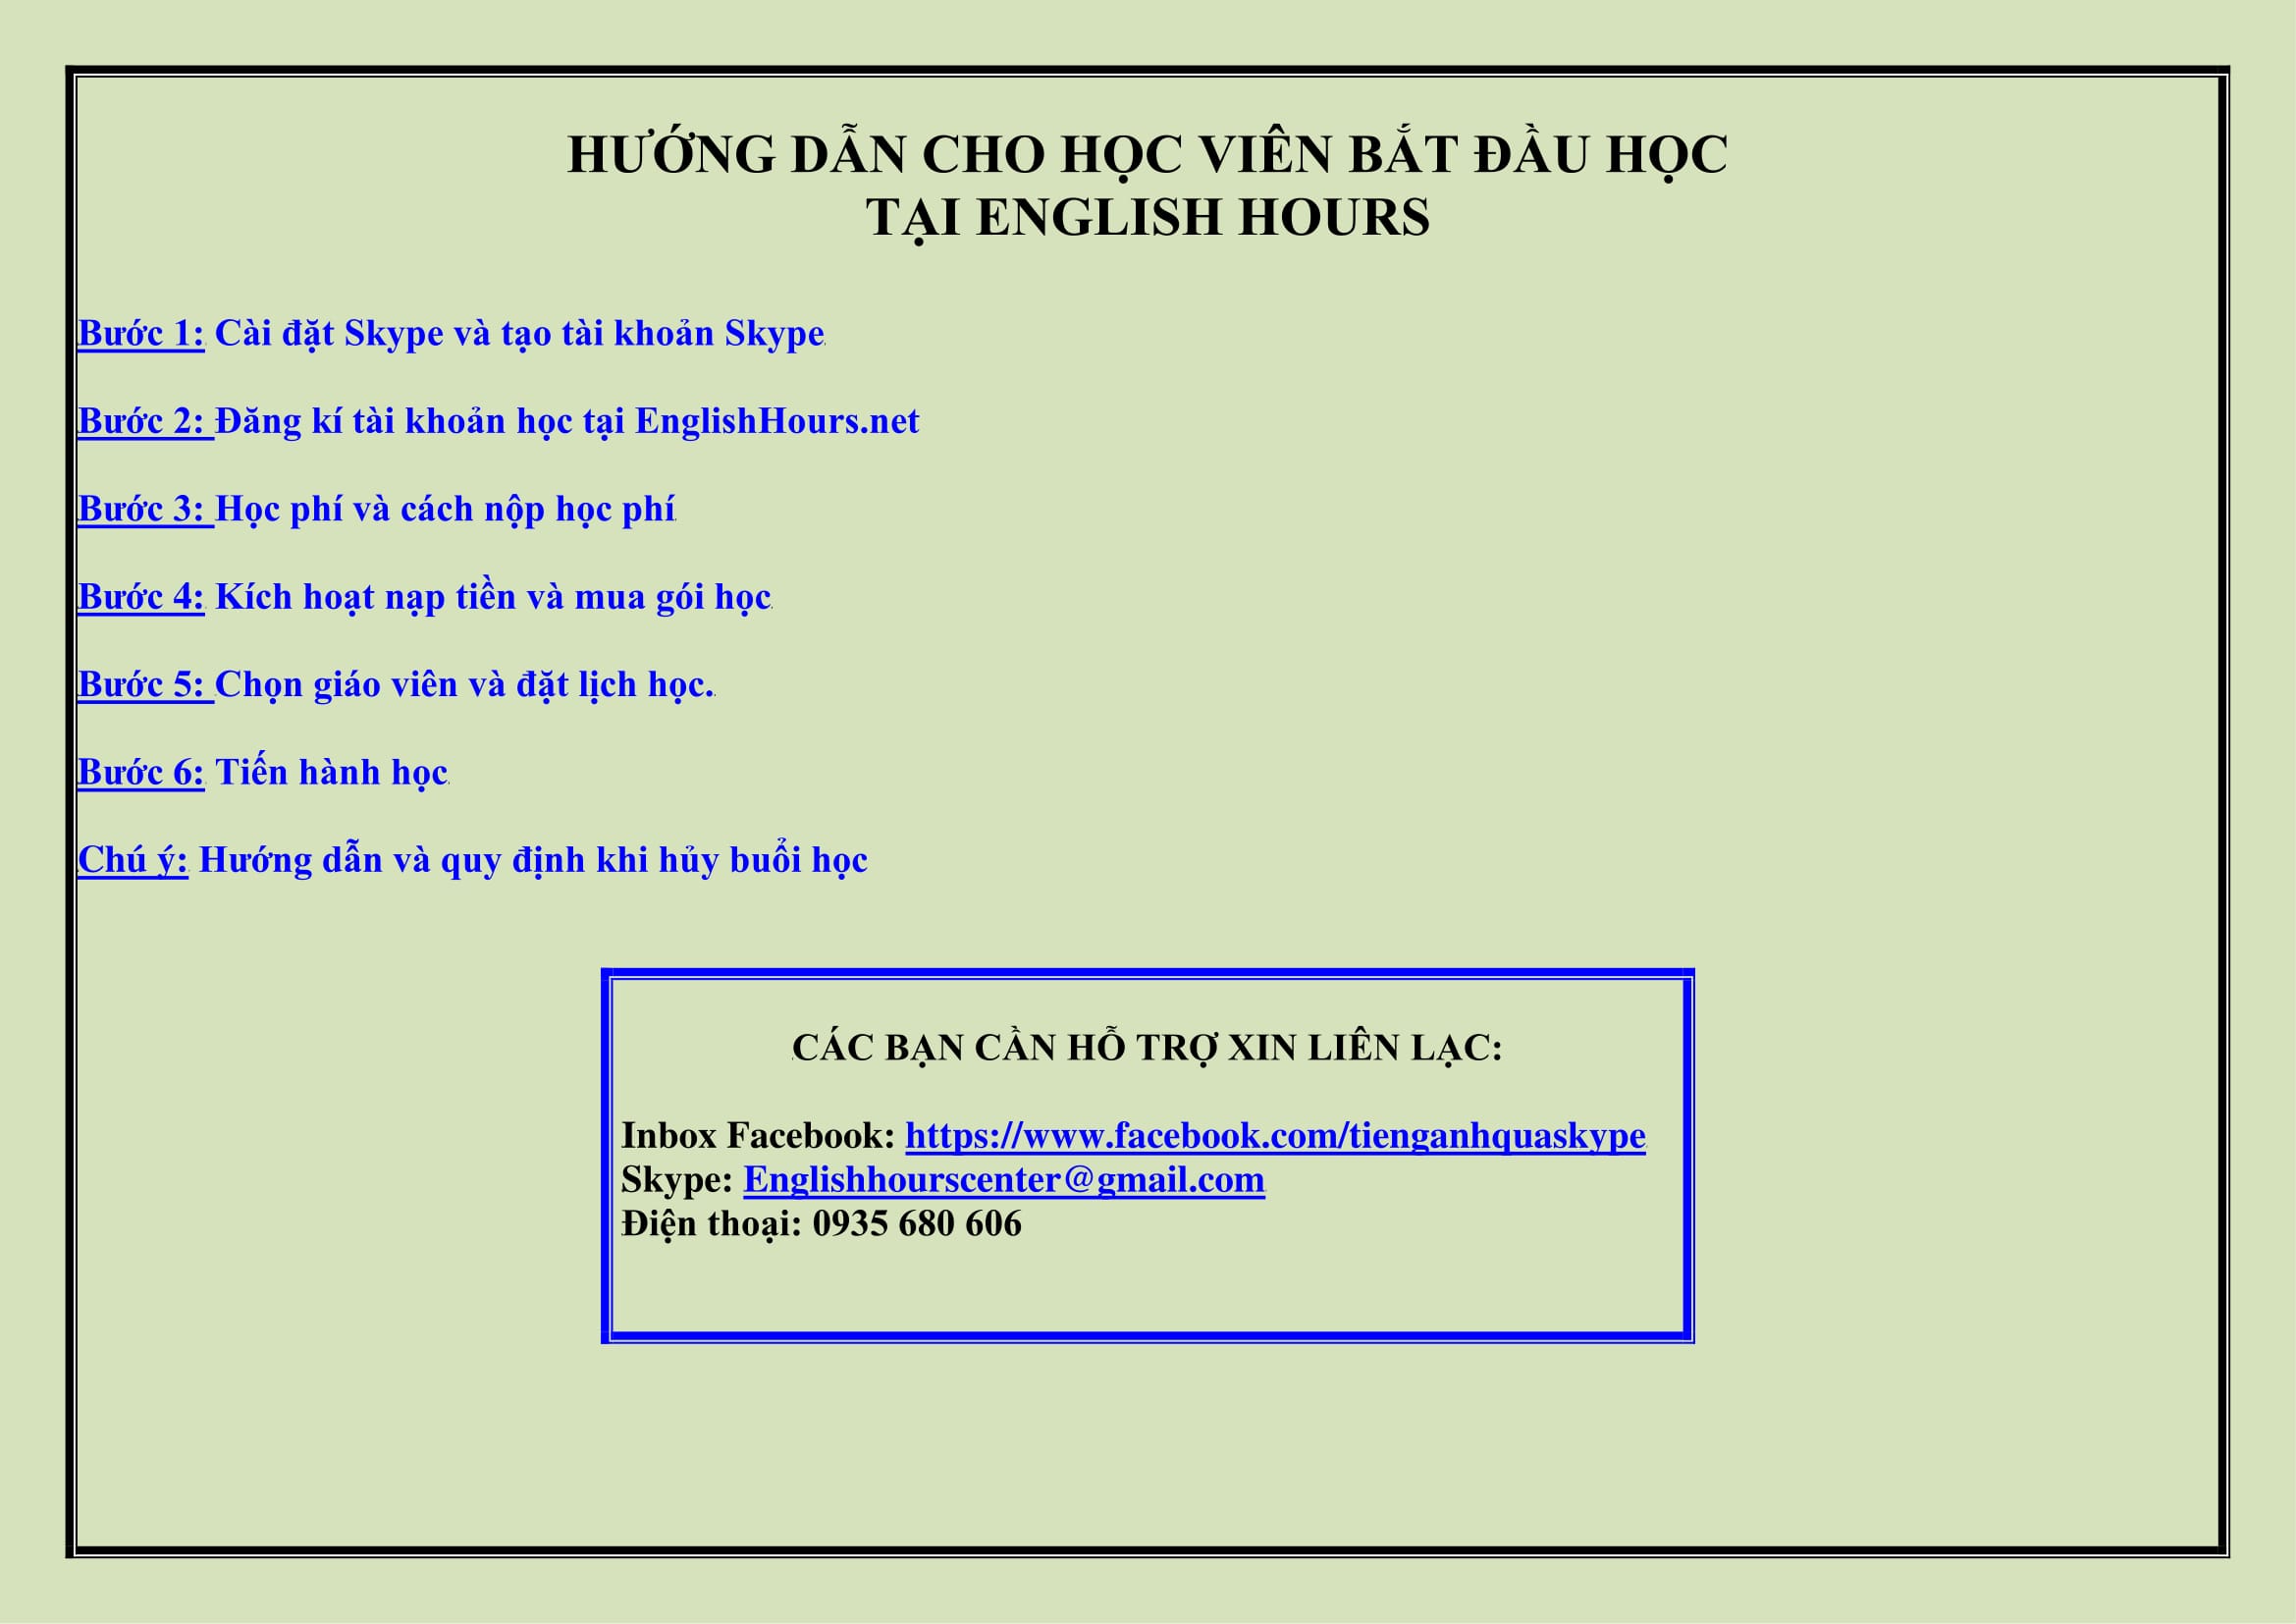 HƯỚNG DẪN CHO HỌC VIÊN BẮT ĐẦU HỌC
TẠI ENGLISH HOURS
Bước 1: Cài đặt Skype và tạo tài khoản Skype
Bước 2: Đăng kí tài khoản học tại EnglishHours.net
Bước 3: Học phí và cách nộp học phí
Bước 4: Kích hoạt nạp tiền và mua gói học
Bước 5: Chọn giáo viên và đặt lịch học.
Bước 6: Tiến hành học
Chú ý: Hướng dẫn và quy định khi hủy buổi học
CÁC BẠN CẦN HỖ TRỢ XIN LIÊN LẠC:
Inbox Facebook: https://www.facebook.com/tienganhquaskype
Skype: Englishhourscenter@gmail.com
Điện thoại: 0935 680 606